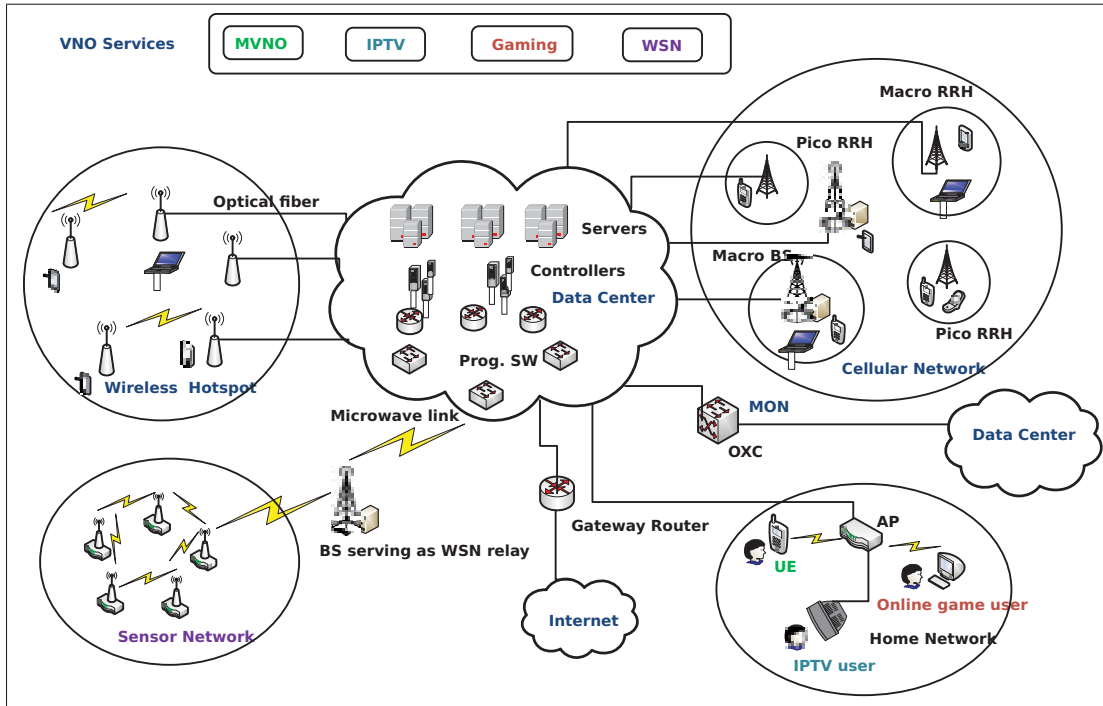 VNO Services
MVNO
IPTV
Gaming
WSN
Macro RRH
Pico RRH
Optical fiber
Servers
Macro BS
Controllers
Data Center
Pico RRH
Prog. SW
Wireless Hotspot
Cellular Network
Microwave link
MON
Data Center
OXC
Gateway Router
AP
BS serving as WSN relay
UE
Online game user
Internet
Sensor Network
Home Network
IPTV user